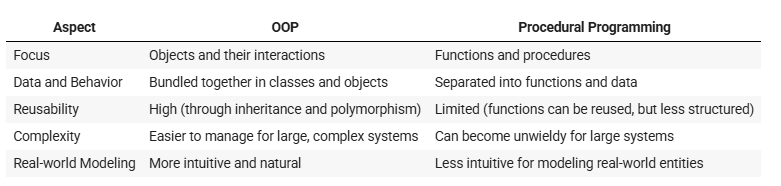 Aspect OOP Procedural Programming
Focus Objects and their interactions Functions and procedures
Data and Behavior Bundled together in classes and objects Separated into functions and data
Reusability High (through inheritance and polymorphism) Limited (functions can be reused, but less structured)
Complexity Easier to manage for large, complex systems Can become unwieldy for large systems
Real-world Modeling More intuitive and natural Less intuitive for modeling real-world entities